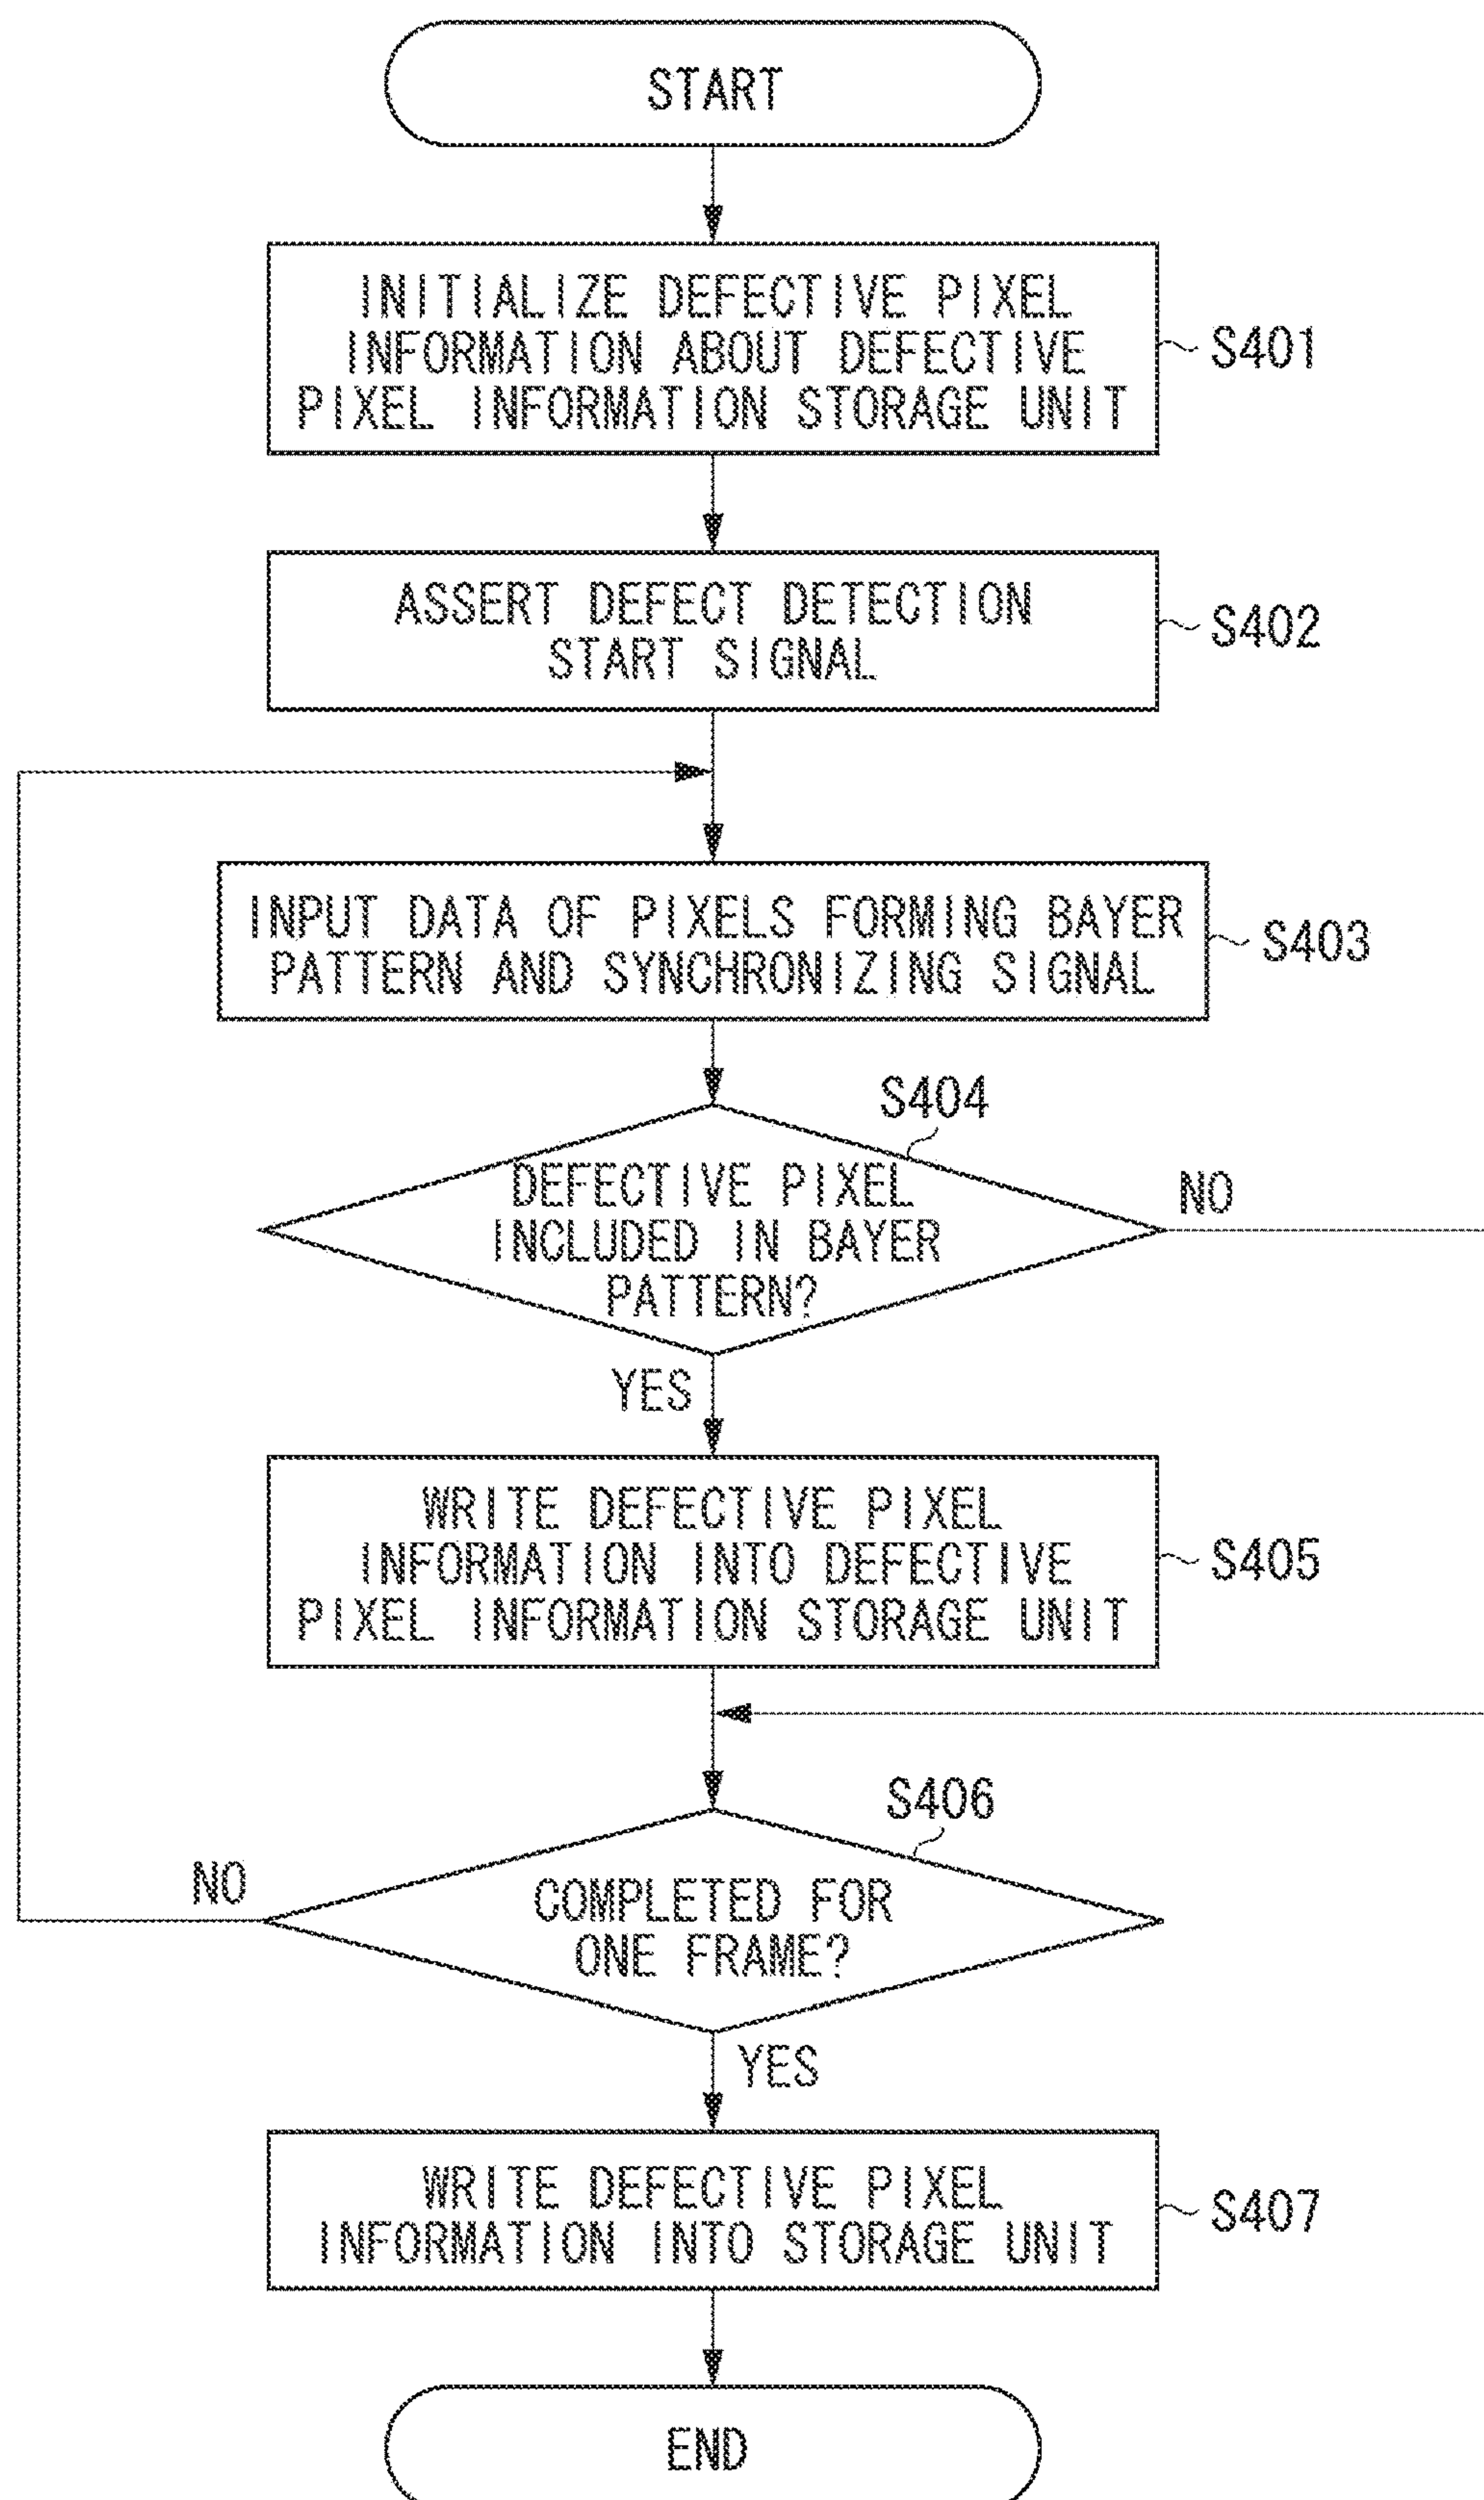 START
INITIALIZE DEFECTIVE PIXEL
INFORMATION ABOUT DEFECTIVE
PIXEL INFORMATION STORAGE UNIT
S401
ASSERT DEFECT DETECTION
START SIGNAL
S402
INPUT DATA OF PIXELS FORMING BAYER
PATTERN AND SYNCHRONIZING SIGNAL
S403
S404
DEFECTIVE PIXEL
INCLUDED IN BAYER
PATTERN?
NO
YES
WRITE DEFECTIVE PIXEL
INFORMATION INTO DEFECTIVE
PIXEL INFORMATION STORAGE UNIT
S405
S406
NO
COMPLETED FOR
ONE FRAME?
YES
WRITE DEFECTIVE PIXEL
INFORMATION INTO STORAGE UNIT
S407
END